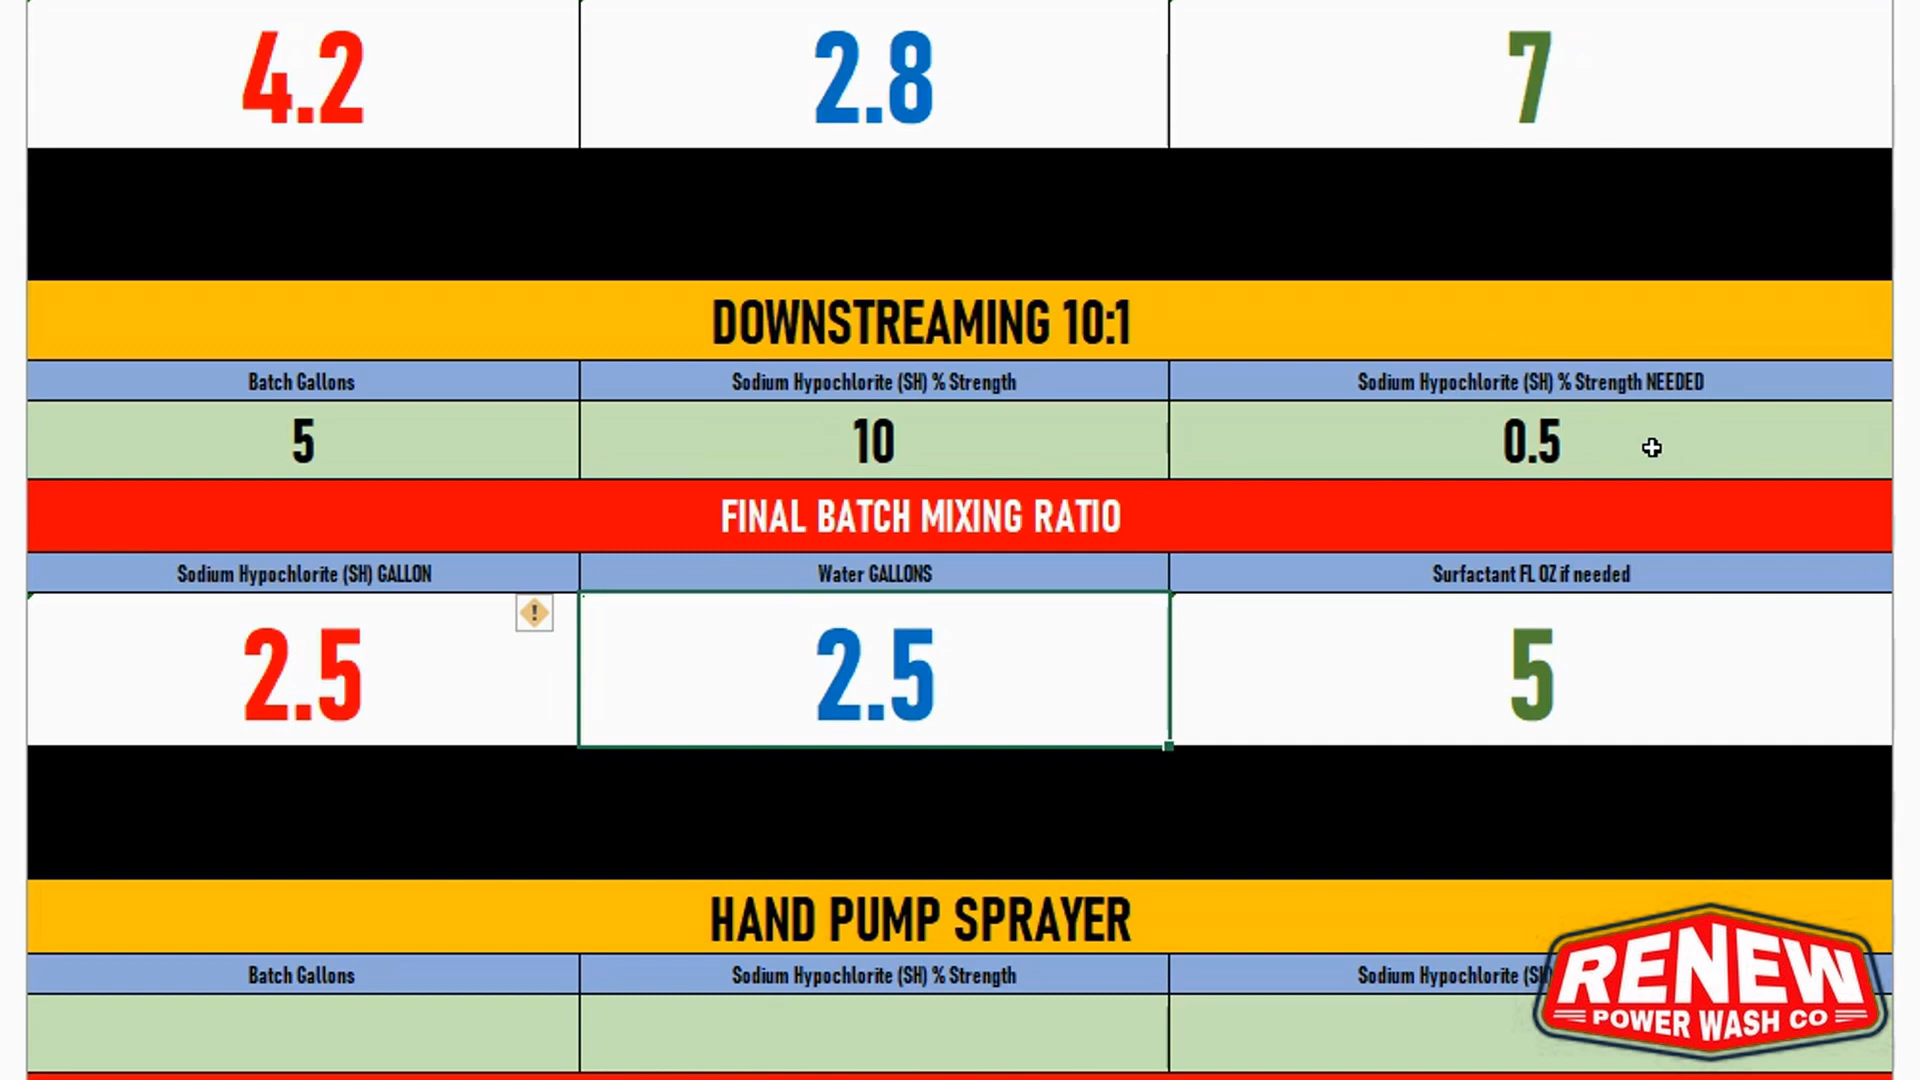 4.2 2.8 7
DOWNSTREAMING 10:1
Batch Gallons Sodium Hypochlorite (SH) % Strength Sodium Hypochlorite (SH) % Strength NEEDED
5 10 0.5
FINAL BATCH MIXING RATIO
Sodium Hypochlorite (SH) GALLON Water GALLONS Surfactant FL OZ if needed
!
2.5 2.5 5
HAND PUMP SPRAYER
Batch Gallons Sodium Hypochlorite (SH) % Strength Sodium Hypochlorite
RENEW
POWER WASH CO